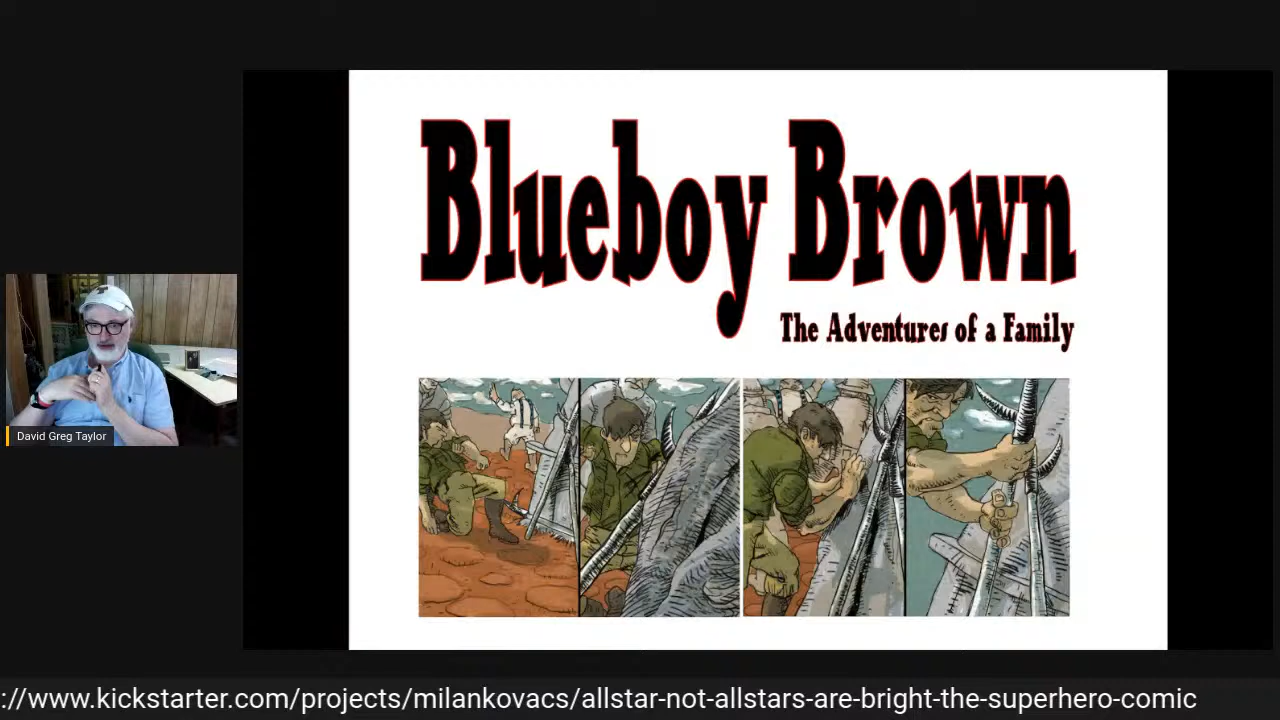 Blueboy Brown
The Adventures of a Family
David Greg Taylor
://www.kickstarter.com/projects/milankovacs/allstar-not-allstars-are-bright-the-superhero-comic